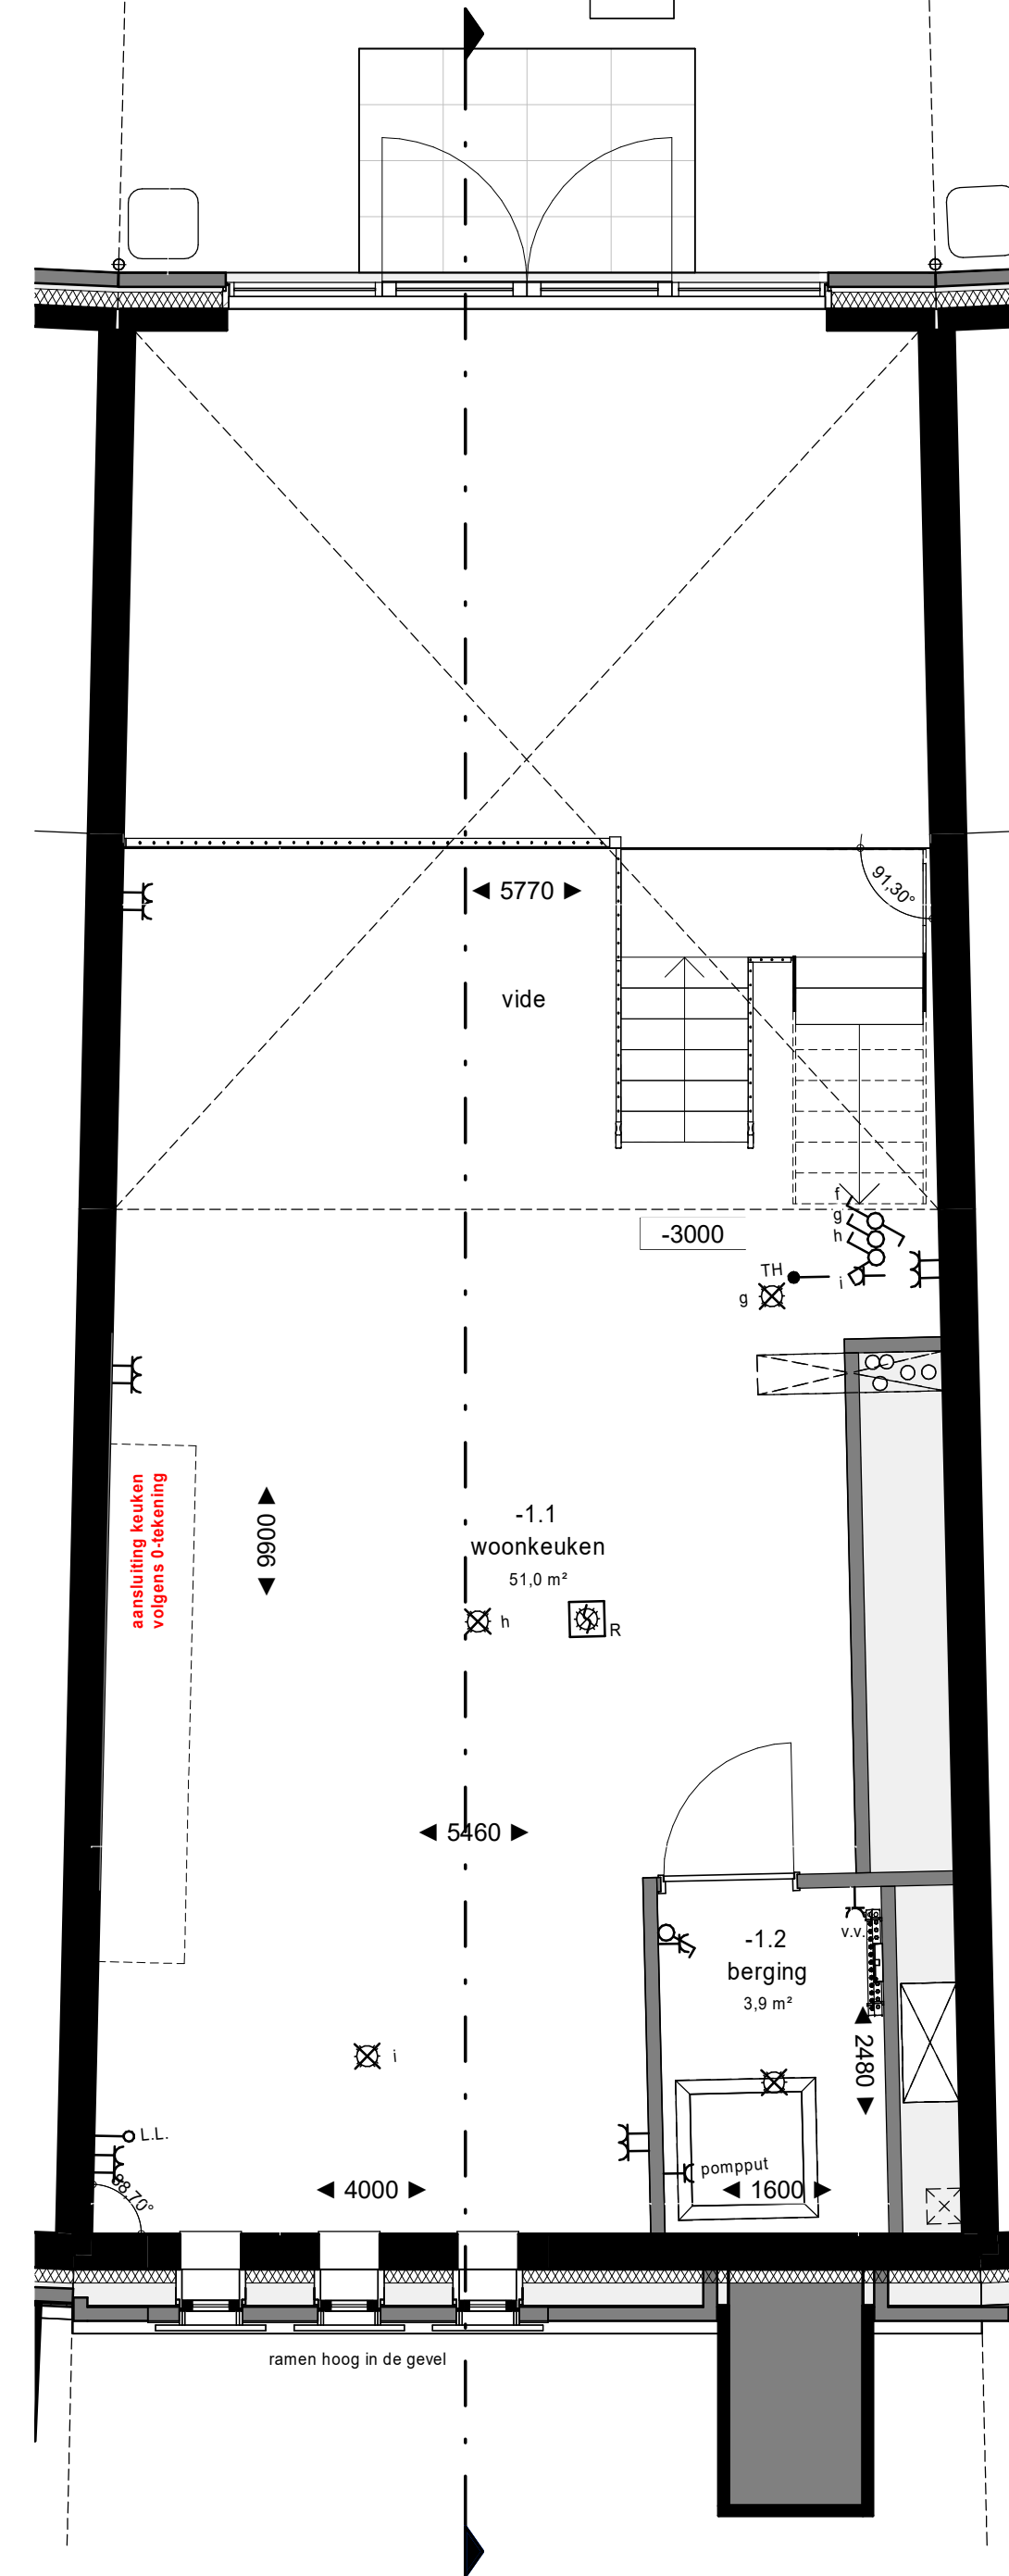 91,30°
◄ 5770 ►
vide
f
g
h
-3000
TH
i
g
aansluiting keuken
volgens 0-tekening
◄ 9900 ►
-1.1
woonkeuken
51,0 m²
h
R
◄ 5460 ►
v.v.
-1.2
berging
3,9 m²
◄ 2480 ►
i
L.L.
pompput
88,70°
◄ 4000 ►
◄ 1600 ►
ramen hoog in de gevel